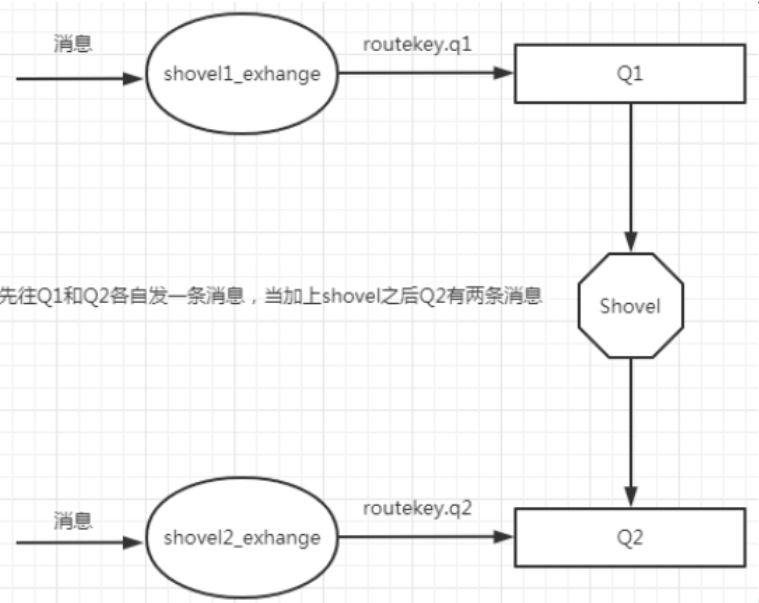 消息
routekey.q1
shovel1_exhange
Q1
先往Q1和Q2各自发一条消息，当加上shovel之后Q2有两条消息
Shovel
消息
routekey.q2
shovel2_exhange
Q2